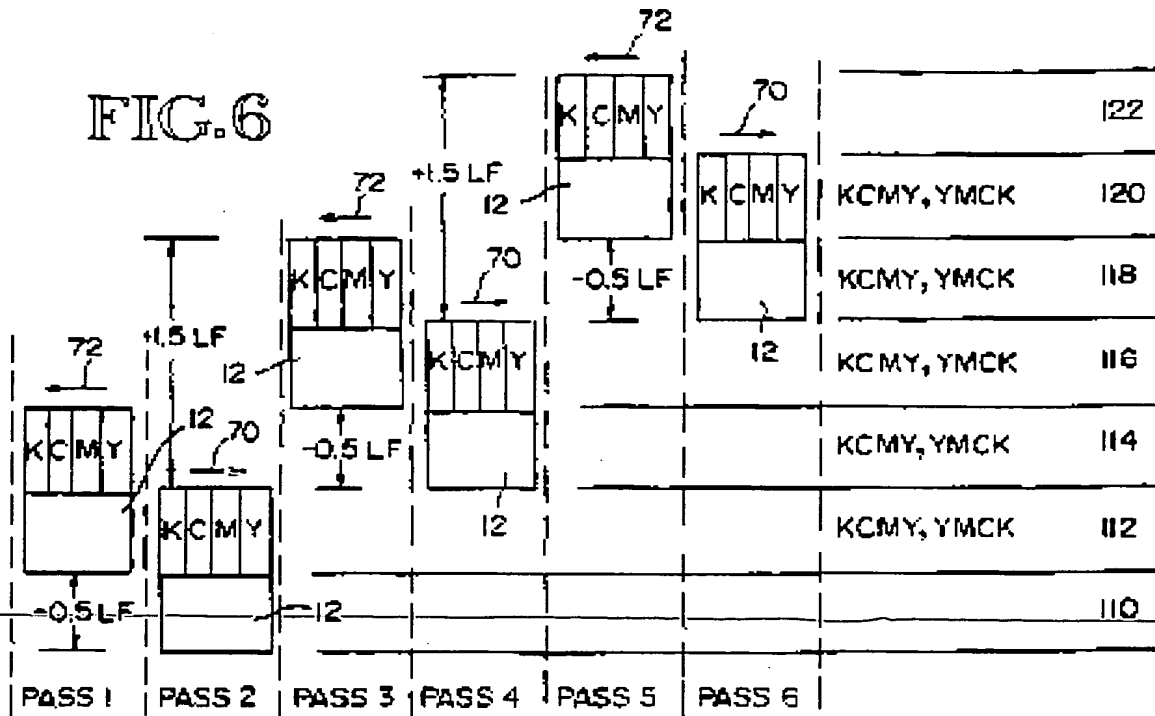 FIG. 6
72
K C M Y
12
-0.5 LF
PASS 1
+1.5 LF
70
K C M Y
12
PASS 2
72
K C M Y
12
-0.5 LF
PASS 3
+1.5 LF
70
K C M Y
12
PASS 4
72
K C M Y
12
-0.5 LF
PASS 5
70
K C M Y
12
PASS 6
122
KCMY, YMCK 120
KCMY, YMCK 118
KCMY, YMCK 116
KCMY, YMCK 114
KCMY, YMCK 112
110